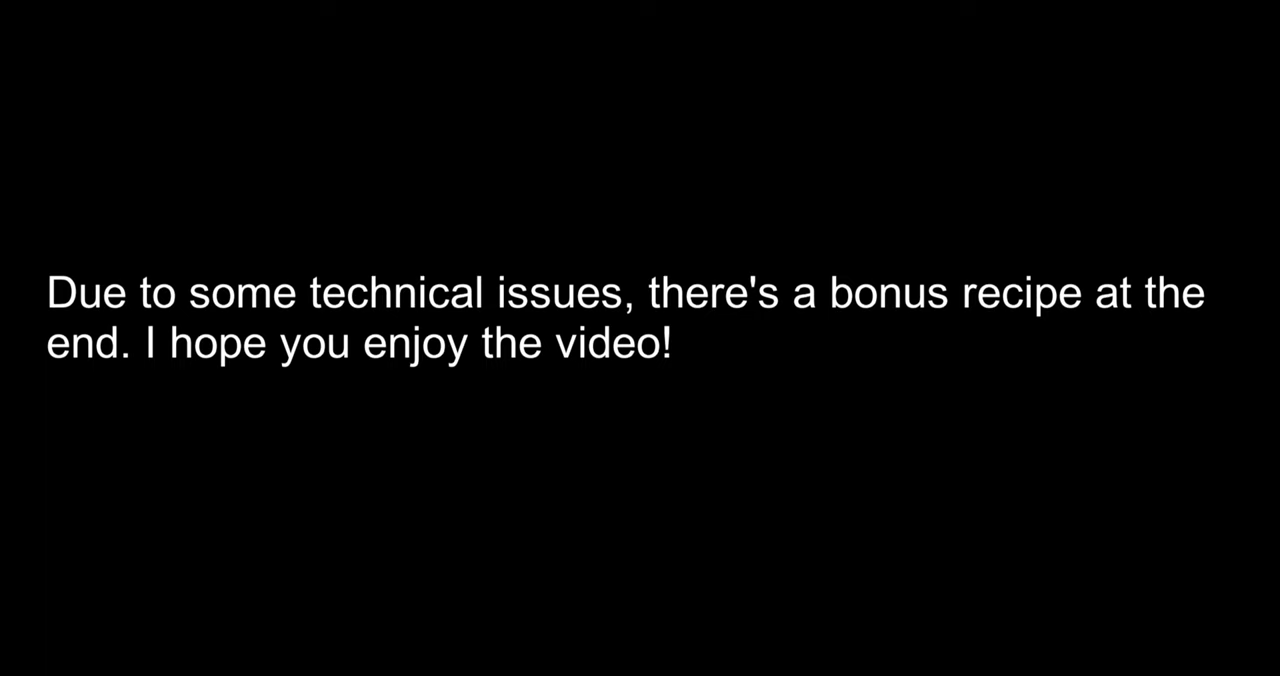 Due to some technical issues, there's a bonus recipe at the
end. I hope you enjoy the video!